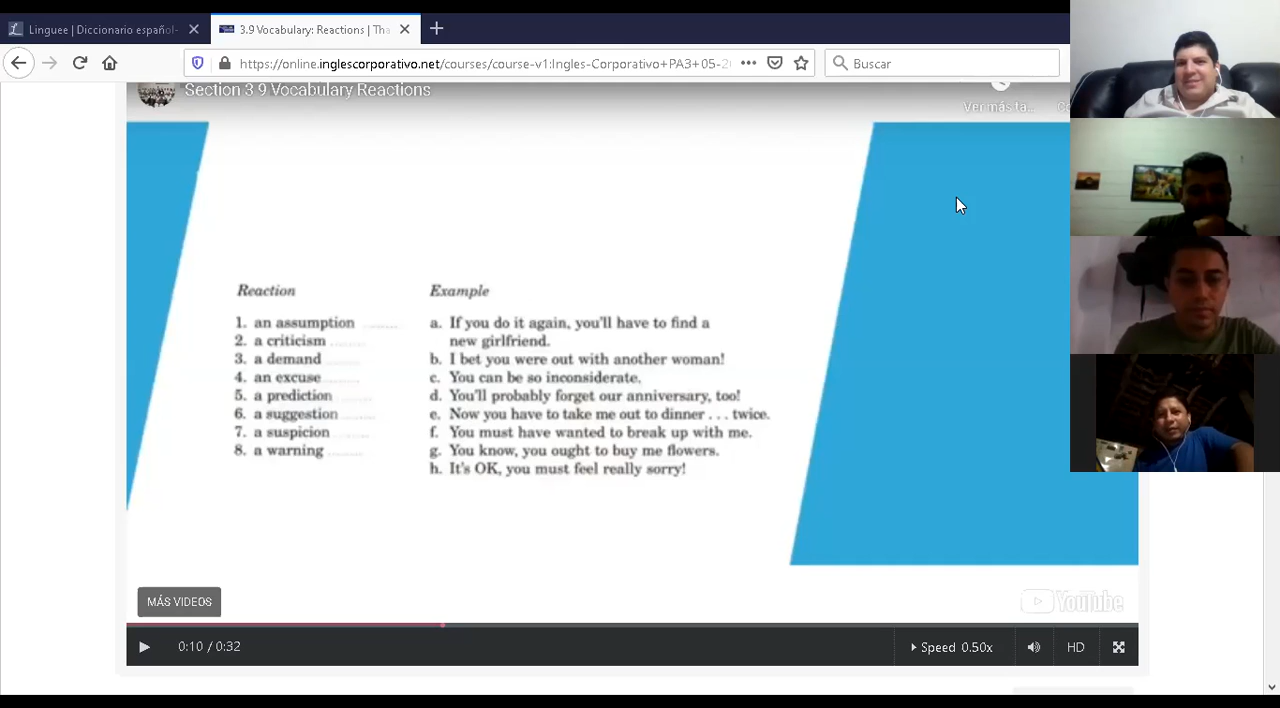 Linguee | Diccionario español-
3.9 Vocabulary: Reactions | Tha
https://online.inglescorporativo.net/courses/course-v1:Ingles-Corporativo+PA3+05-2
Buscar
Section 3 9 Vocabulary Reactions
Ver más ta...
Reaction
1. an assumption ..........
2. a criticism ..........
3. a demand ..........
4. an excuse ..........
5. a prediction ..........
6. a suggestion ..........
7. a suspicion ..........
8. a warning ..........
Example
a. If you do it again, you'll have to find a
new girlfriend.
b. I bet you were out with another woman!
c. You can be so inconsiderate.
d. You'll probably forget our anniversary, too!
e. Now you have to take me out to dinner . . . twice.
f. You must have wanted to break up with me.
g. You know, you ought to buy me flowers.
h. It's OK, you must feel really sorry!
MÁS VIDEOS
YouTube
0:10 / 0:32
Speed 0.50x
HD